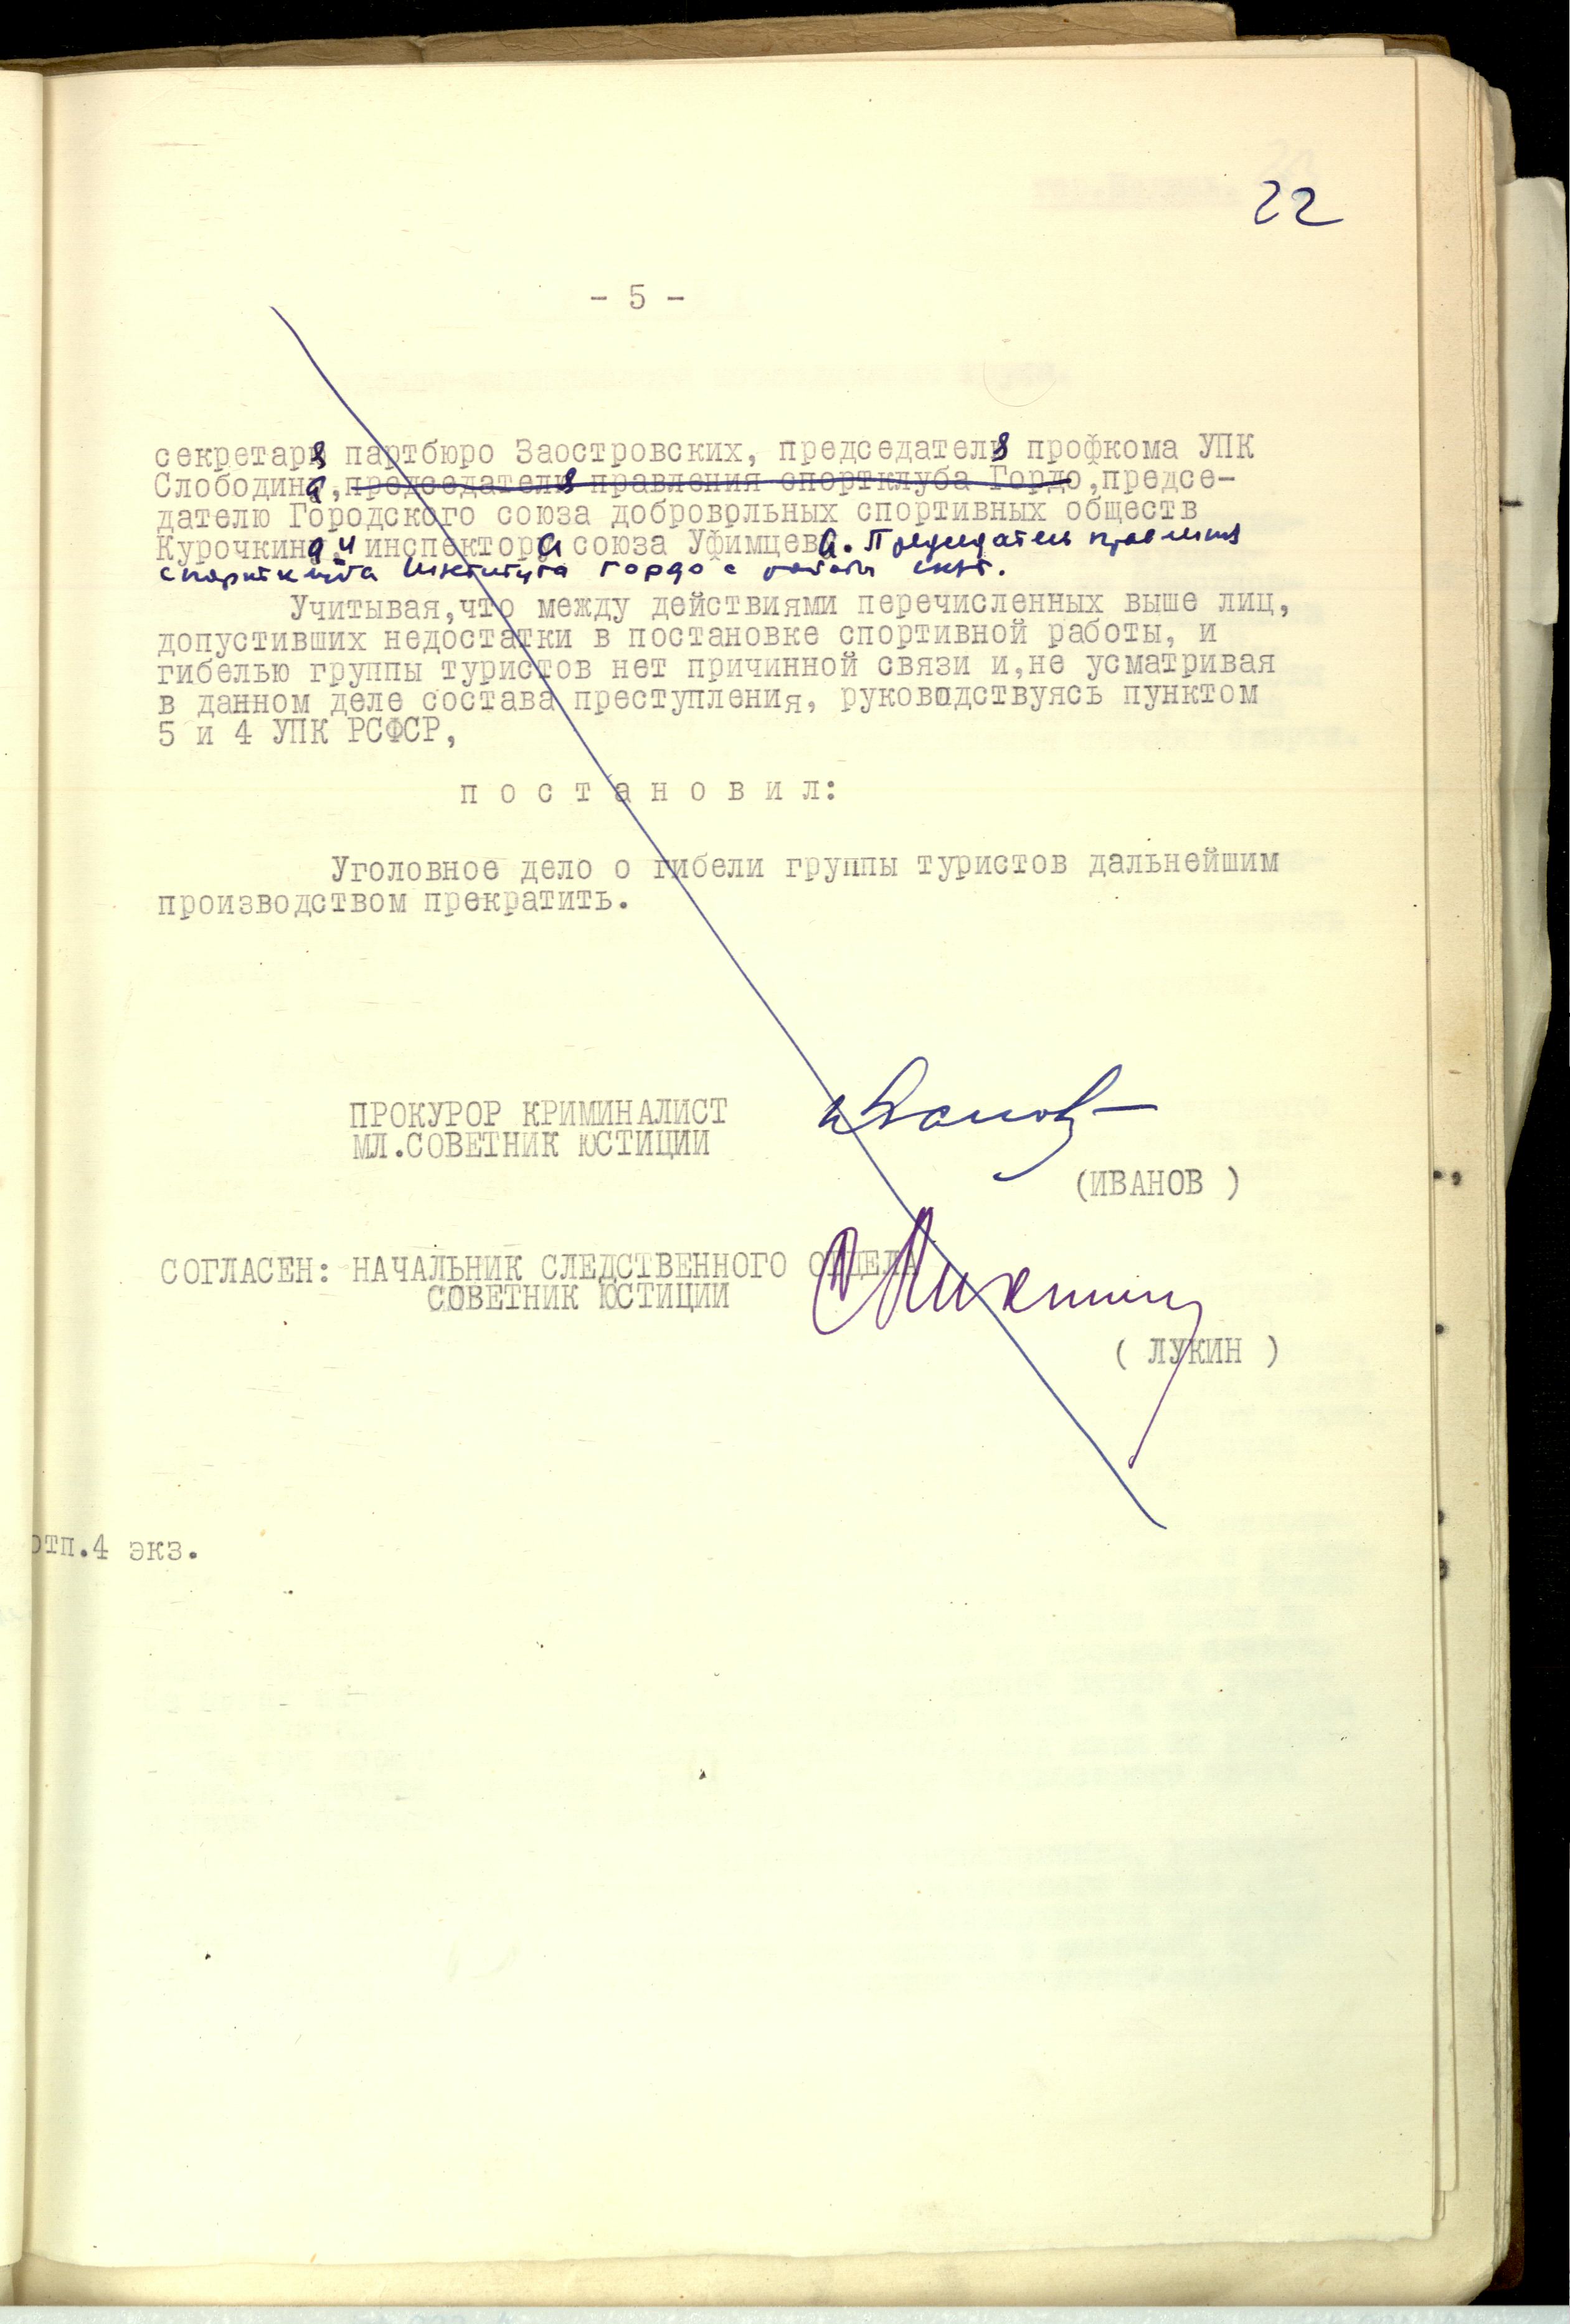 22
- 5 -
секретаря партбюро Заостровских, председателя профкома УПК
Слободина, председателя правления спортклуба Гордо, предсе-
дателю Городского союза добровольных спортивных обществ
Курочкина и инспектора союза Уфимцева. Председатель правления
спортклуба института Гордо с работы снят.
Учитывая,что между действиями перечисленных выше лиц,
допустивших недостатки в постановке спортивной работы, и
гибелью группы туристов нет причинной связи и,не усматривая
в данном деле состава преступления, руководствуясь пунктом
5 и 4 УПК РСФСР,
п о с т а н о в и л:
Уголовное дело о гибели группы туристов дальнейшим
производством прекратить.
ПРОКУРОР КРИМИНАЛИСТ
МЛ.СОВЕТНИК ЮСТИЦИИ
Иванов
(ИВАНОВ )
СОГЛАСЕН: НАЧАЛЬНИК СЛЕДСТВЕННОГО ОТДЕЛА
СОВЕТНИК ЮСТИЦИИ
( ЛУКИН )
отп.4 экз.